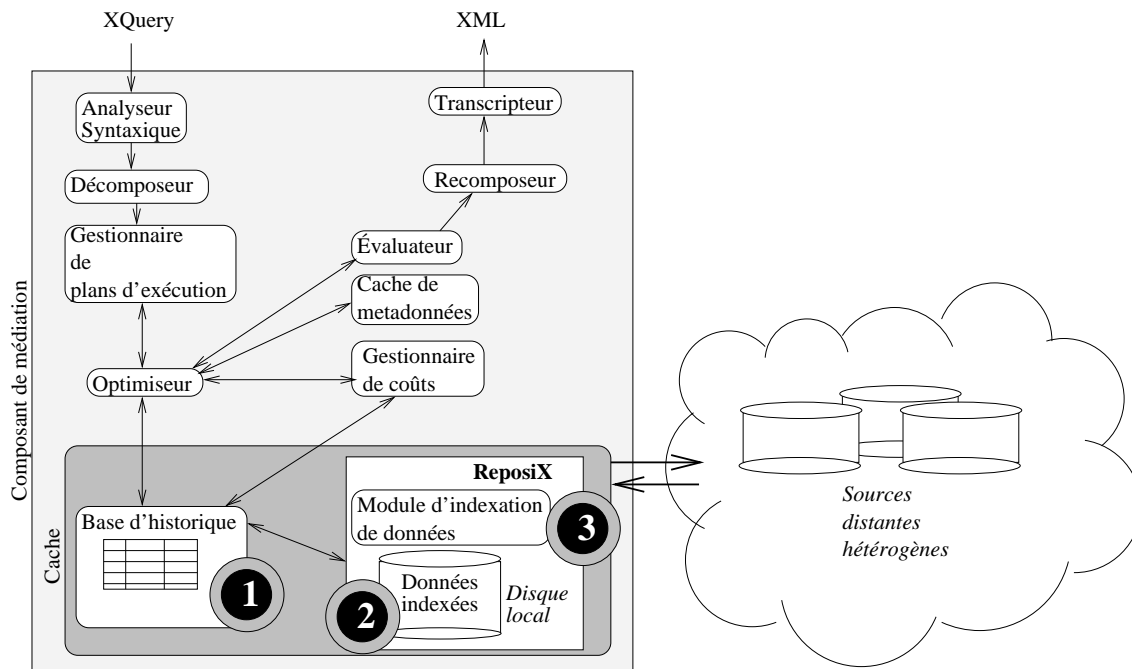 XQuery
XML
Analyseur
Syntaxique
Transcripteur
Décomposeur
Recomposeur
Gestionnaire
de
plans d'exécution
Évaluateur
Cache de
metadonnées
Gestionnaire
de coûts
Optimiseur
Composant de médiation
Cache
ReposiX
Base d'historique
Module d'indexation
de données
3
1
2
Données
indexées
Disque
local
Sources
distantes
hétérogènes